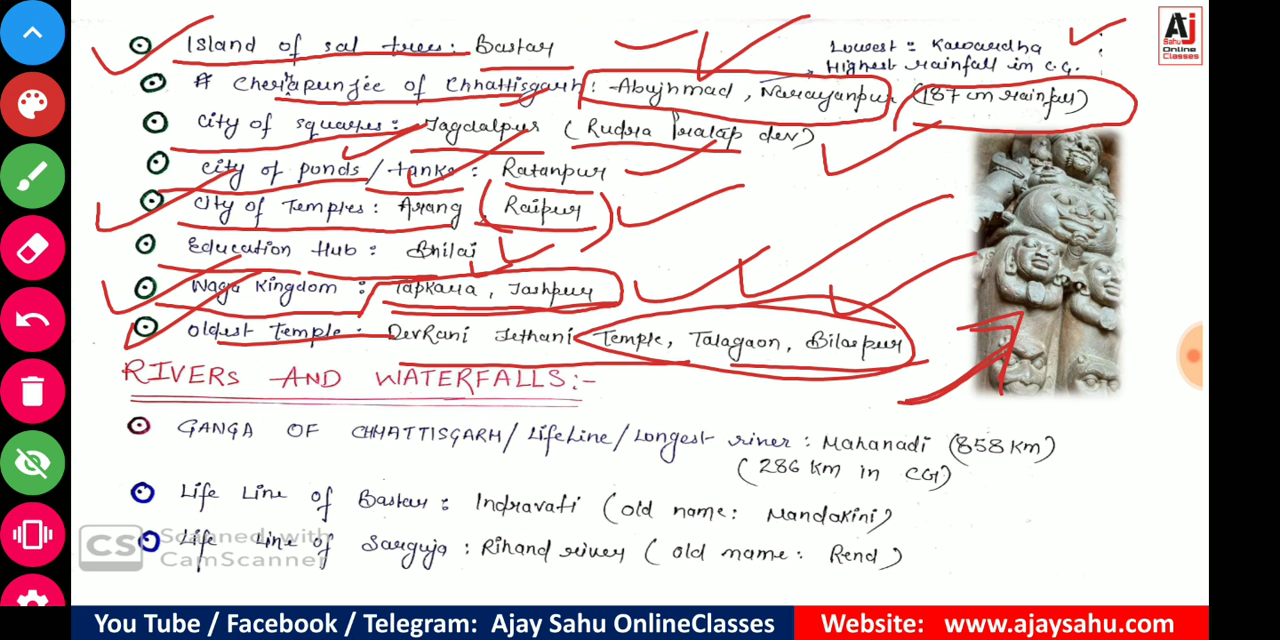 Island of sal trees: Bastar
Lowest: Kawardha
Highest rainfall in C.G.
# Cherrapunjee of Chhattisgarh: Abujhmad, Narayanpur (187 cm rainfall)
City of squares: Jagdalpur (Rudra Pratap dev)
City of ponds/tanks: Ratanpur
City of Temples: Arang (Raipur)
Education Hub: Bhilai
Naga Kingdom: Tapkara, Jashpur
Oldest Temple: DevRani Jethani Temple, Talagaon, Bilaspur
RIVERS AND WATERFALLS:-
GANGA OF CHHATTISGARH/Lifeline/Longest river: Mahanadi (858 Km)
(286 Km in CG)
Life Line of Bastar: Indravati (old name: Mandakini)
Life Line of Sarguja: Rihand river (old name: Rend)
CS Scanned with
CamScanner
Aj
Sahu
Online
Classes
You Tube / Facebook / Telegram: Ajay Sahu OnlineClasses
Website: www.ajaysahu.com